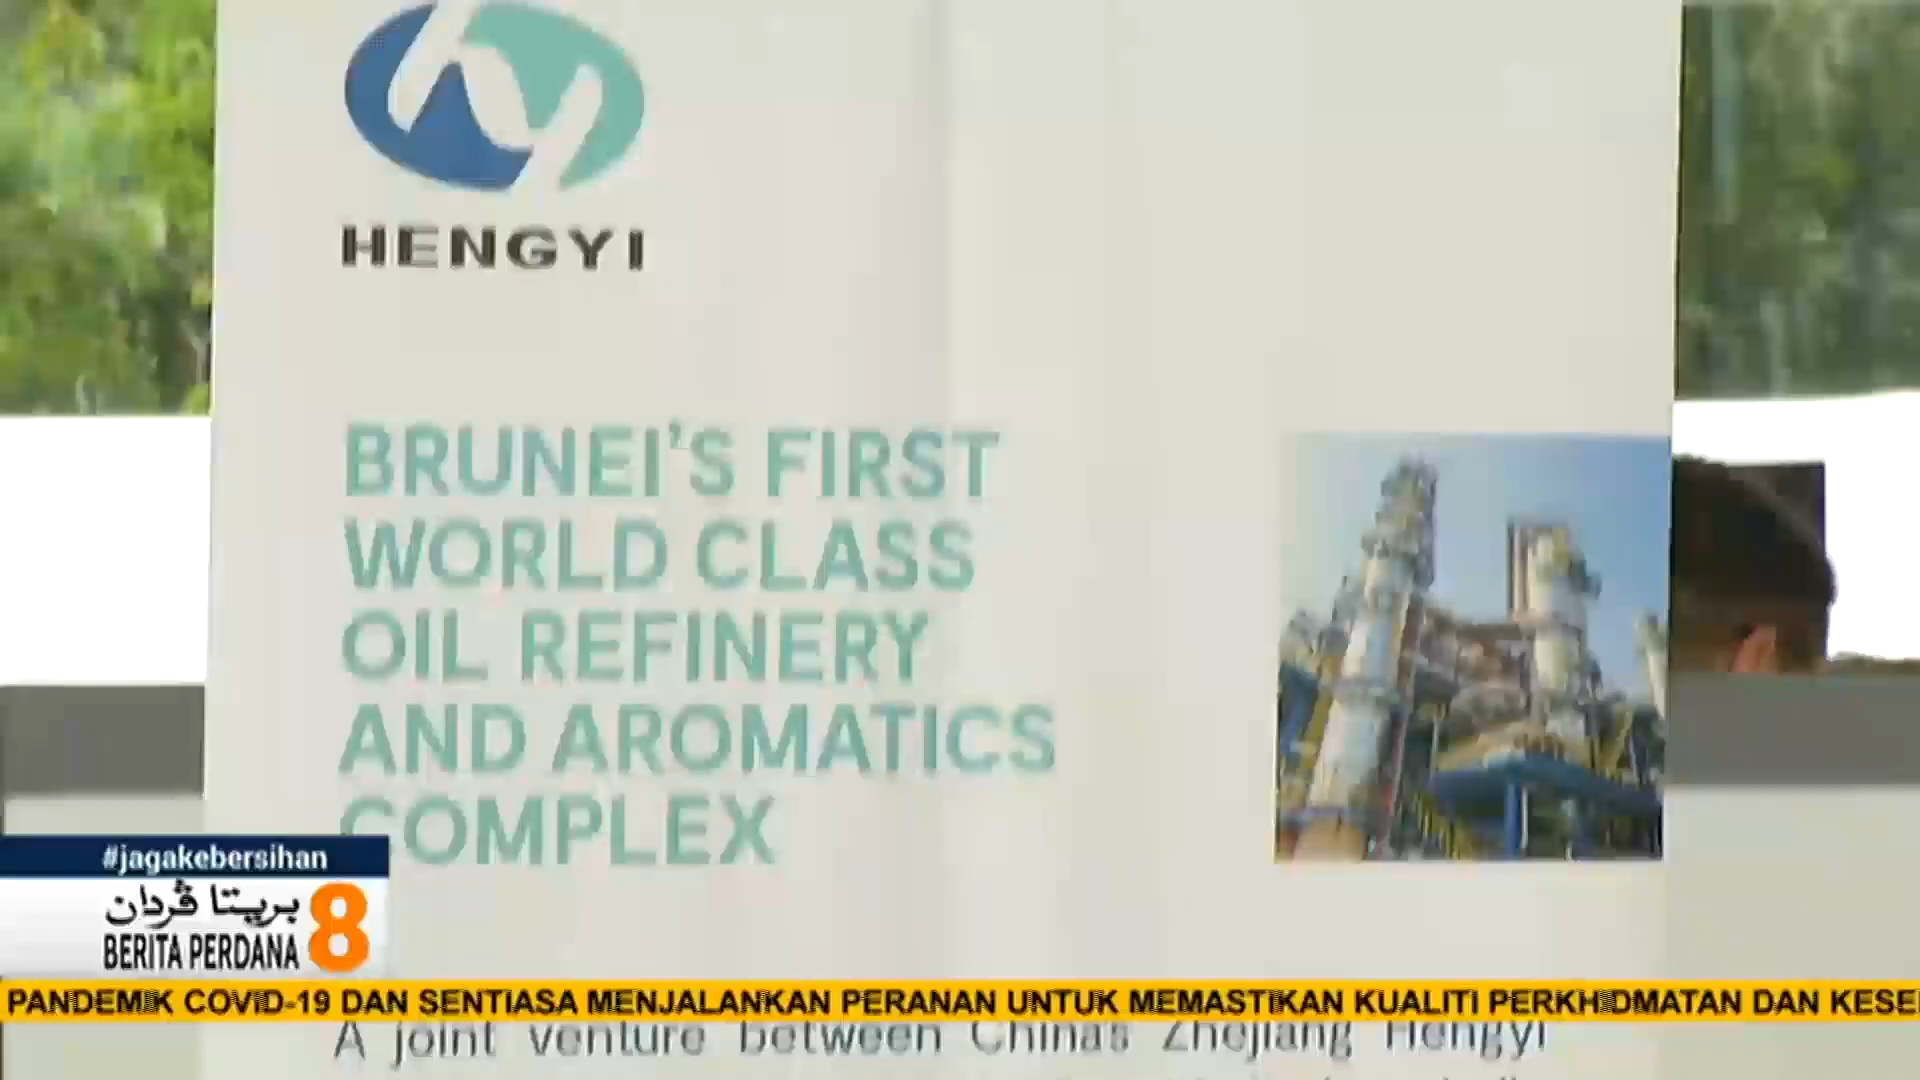 HENGYI
BRUNEI'S FIRST
WORLD CLASS
OIL REFINERY
AND AROMATICS
COMPLEX
#jagakebersihan
بريتا ڤردان
BERITA PERDANA 8
PANDEMIK COVID-19 DAN SENTIASA MENJALANKAN PERANAN UNTUK MEMASTIKAN KUALITI PERKHIDMATAN DAN KESE
A joint venture between China's Zhejiang Hengyi